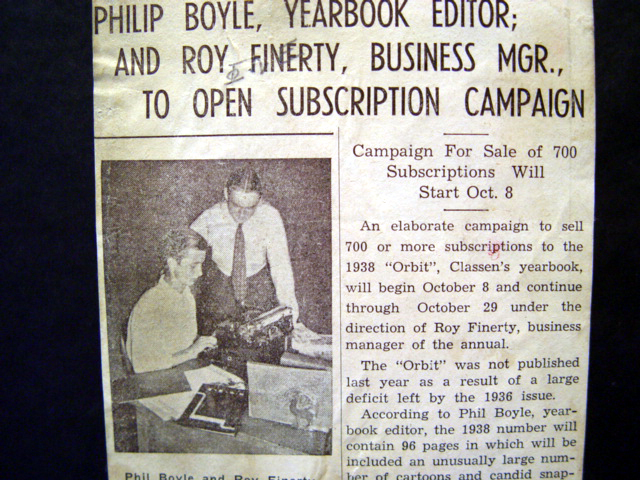 PHILIP BOYLE, YEARBOOK EDITOR;
AND ROY FINERTY, BUSINESS MGR.,
TO OPEN SUBSCRIPTION CAMPAIGN
Campaign For Sale of 700
Subscriptions Will
Start Oct. 8
An elaborate campaign to sell
700 or more subscriptions to the
1938 "Orbit", Classen's yearbook,
will begin October 8 and continue
through October 29 under the
direction of Roy Finerty, business
manager of the annual.
The "Orbit" was not published
last year as a result of a large
deficit left by the 1936 issue.
According to Phil Boyle, year-
book editor, the 1938 number will
contain 96 pages in which will be
included an unusually large num-
ber of cartoons and candid snap-
Phil Boyle and Roy Finerty